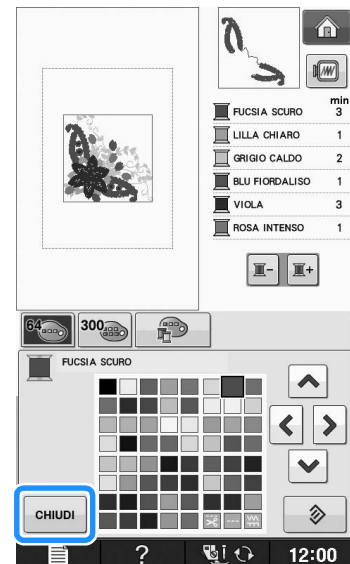 min
FUCSIA SCURO 3
LILLA CHIARO 1
GRIGIO CALDO 2
BLU FIORDALISO 1
VIOLA 3
ROSA INTENSO 1
64 300
FUCSIA SCURO
CHIUDI
? 12:00